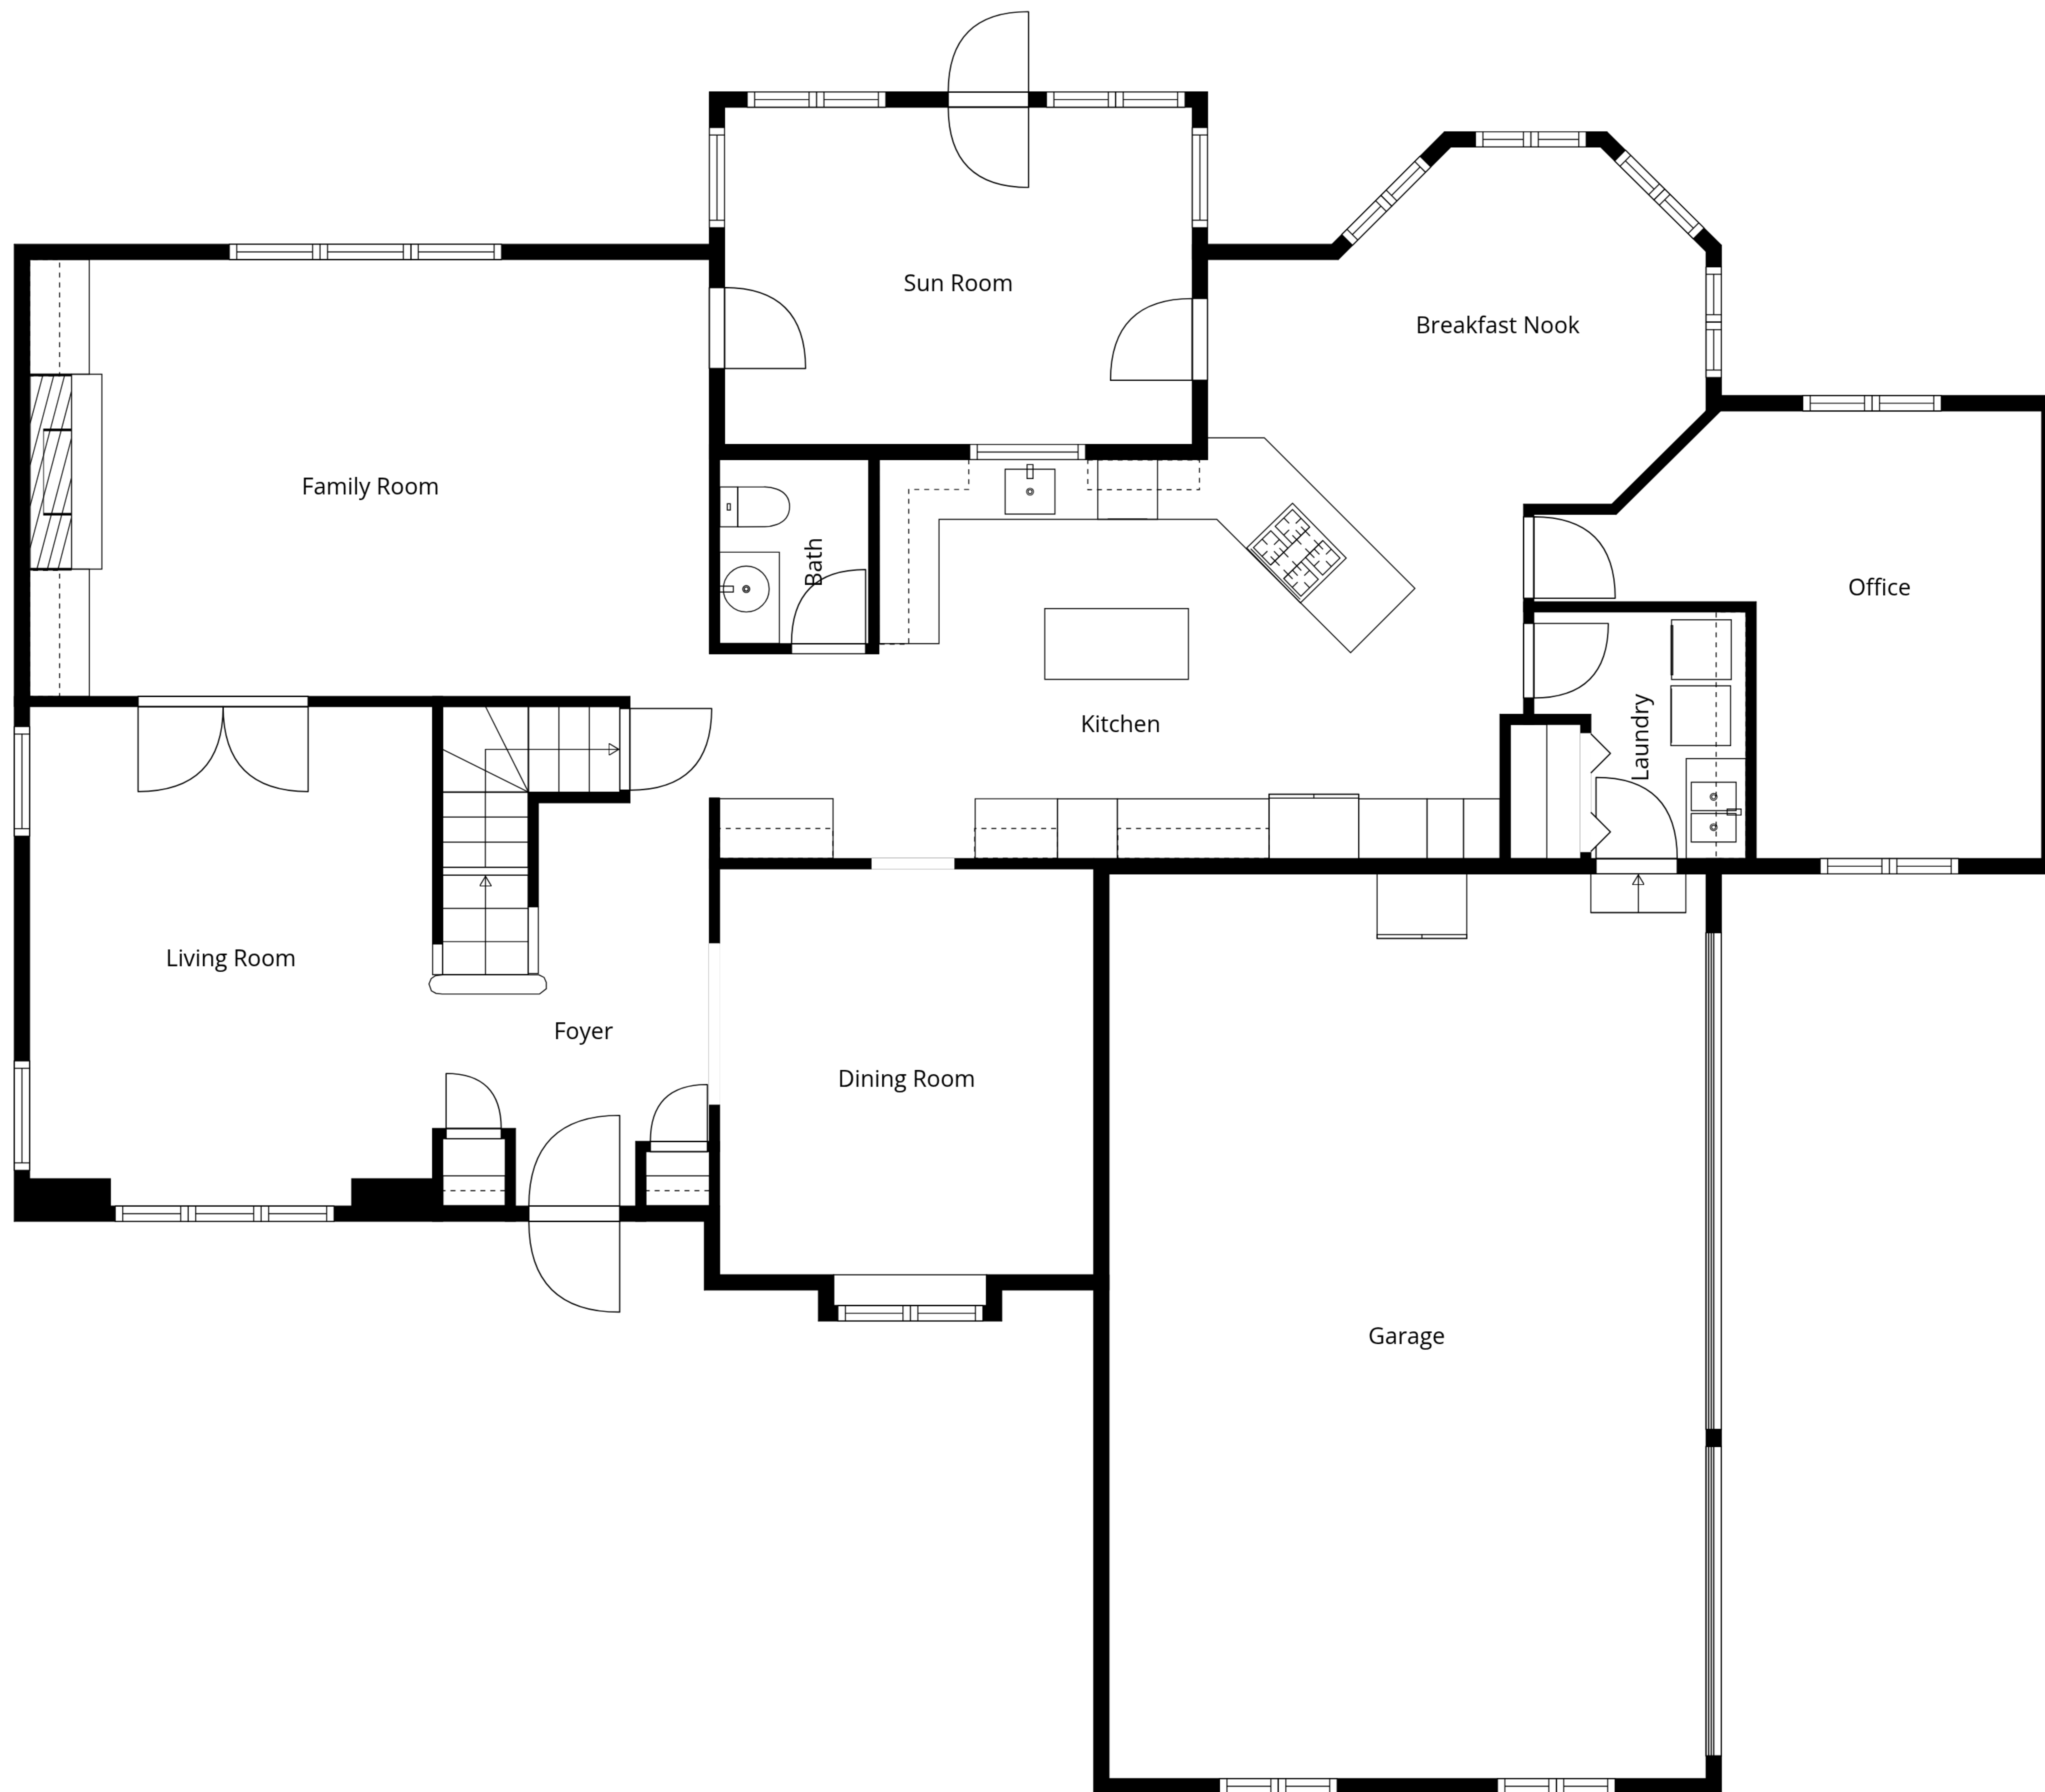 Sun Room
Breakfast Nook
Family Room
Bath
Office
Kitchen
Laundry
Living Room
Foyer
Dining Room
Garage